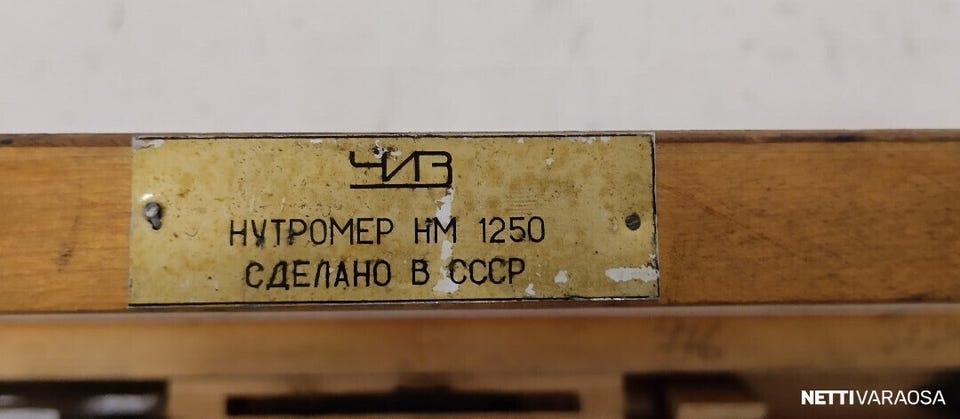 ЧИЗ
НУТРОМЕР НМ 1250
СДЕЛАНО В СССР
NETTIVARAOSA